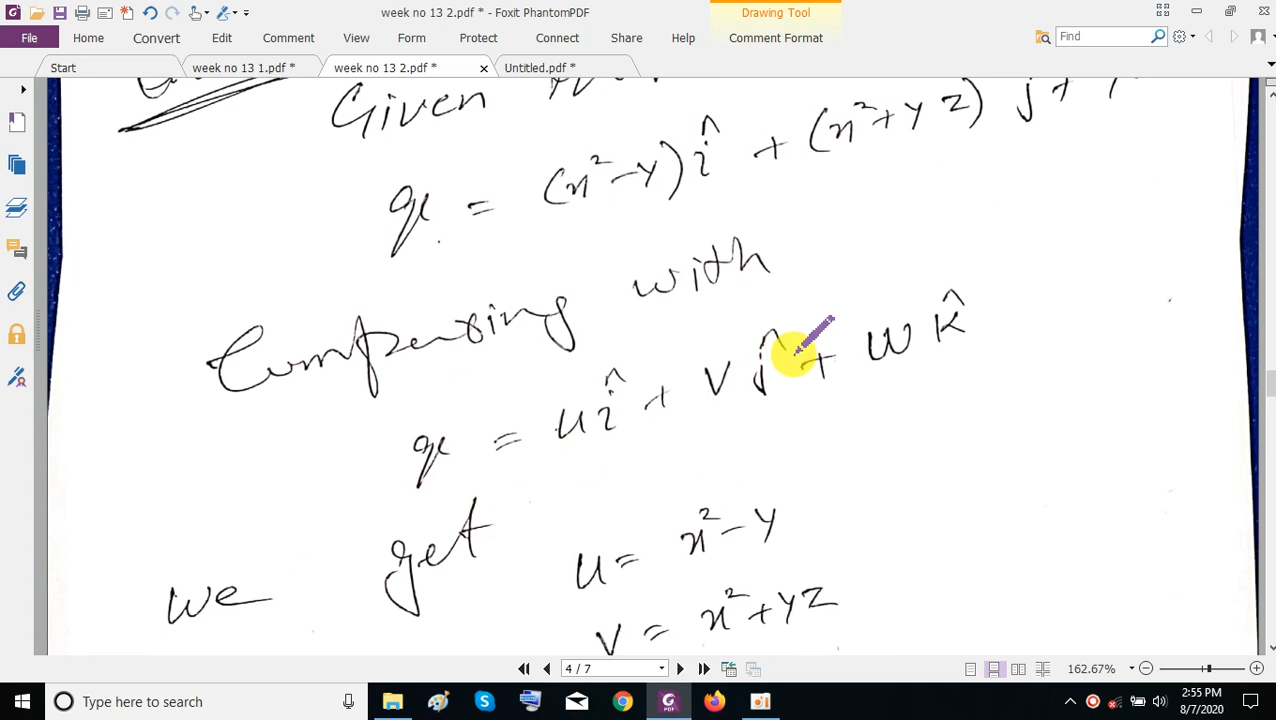 week no 13 2.pdf * - Foxit PhantomPDF
Drawing Tool
File Home Convert Edit Comment View Form Protect Connect Share Help Comment Format
Find
Start week no 13 1.pdf * week no 13 2.pdf * Untitled.pdf *
Given
q = (x²-y)î + (x²+yz) j +
Comparing with
q = uî + vĵ + wk̂
we get u = x²-y
v = x²+yz
4 / 7
162.67%
Type here to search
2:55 PM
8/7/2020